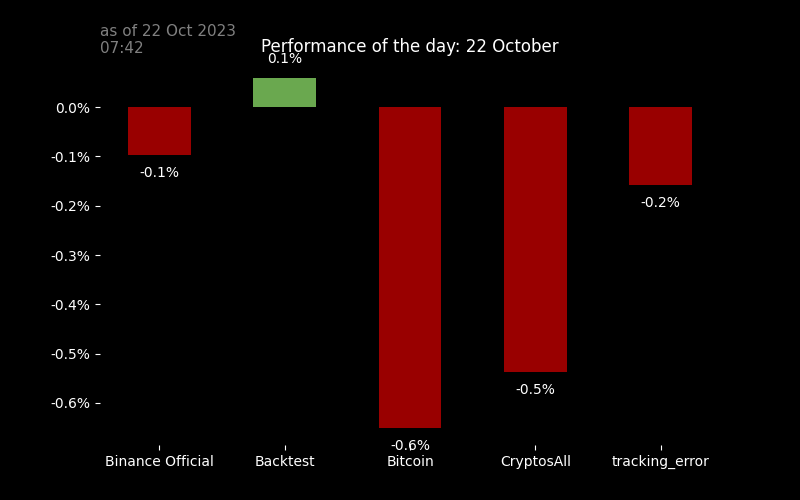 as of 22 Oct 2023
07:42
Performance of the day: 22 October
0.1%
0.0%
-0.1%
-0.1%
-0.2%
-0.2%
-0.3%
-0.4%
-0.5%
-0.5%
-0.6%
-0.6%
Binance Official
Backtest
Bitcoin
CryptosAll
tracking_error